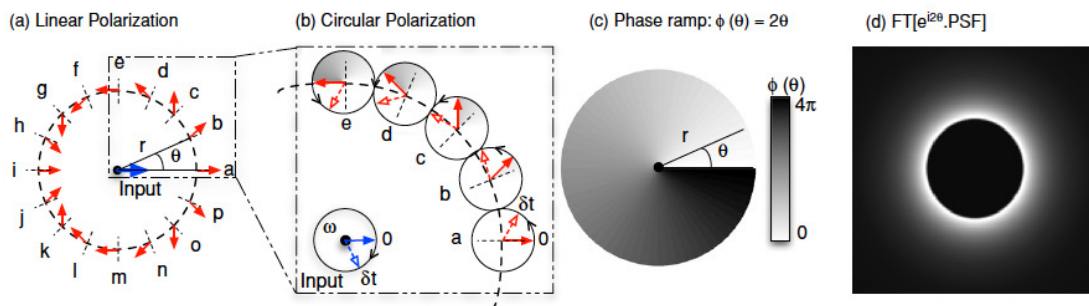 (a) Linear Polarization
(b) Circular Polarization
(c) Phase ramp: ϕ (θ) = 2θ
(d) FT[e^{i2θ}.PSF]
a
b
c
d
e
f
g
h
i
j
k
l
m
n
o
p
r
θ
Input
e
d
c
b
a
δt
0
ω
0
δt
Input
r
θ
ϕ (θ)
4π
0